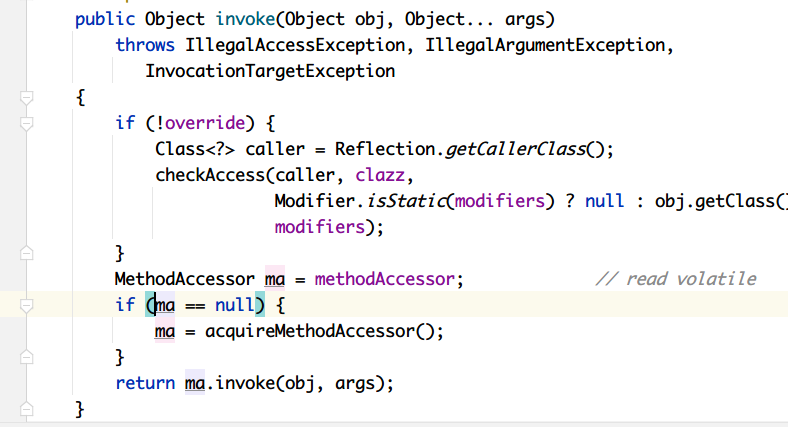 public Object invoke(Object obj, Object... args)
throws IllegalAccessException, IllegalArgumentException,
InvocationTargetException
{
if (!override) {
Class<?> caller = Reflection.getCallerClass();
checkAccess(caller, clazz,
Modifier.isStatic(modifiers) ? null : obj.getClass()
modifiers);
}
MethodAccessor ma = methodAccessor; // read volatile
if (ma == null) {
ma = acquireMethodAccessor();
}
return ma.invoke(obj, args);
}